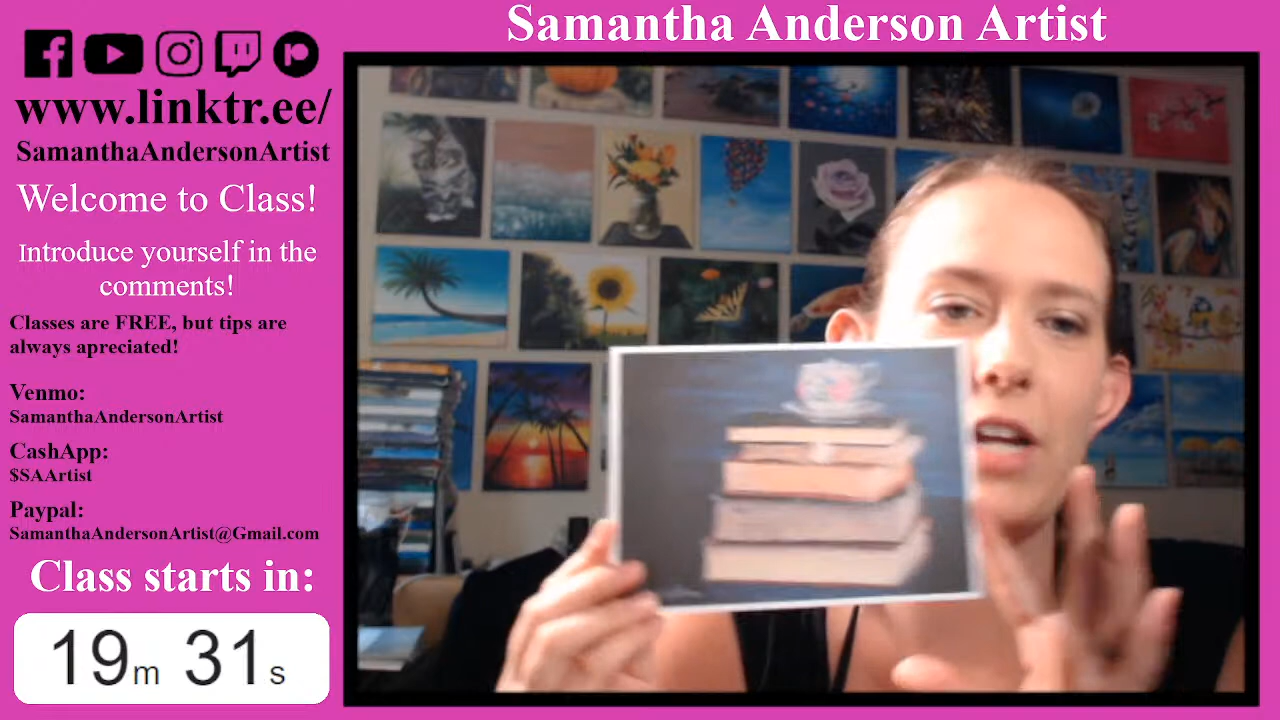 Samantha Anderson Artist
www.linktr.ee/
SamanthaAndersonArtist
Welcome to Class!
Introduce yourself in the
comments!
Classes are FREE, but tips are
always apreciated!
Venmo:
SamanthaAndersonArtist
CashApp:
$SAArtist
Paypal:
SamanthaAndersonArtist@Gmail.com
Class starts in:
19m 31s